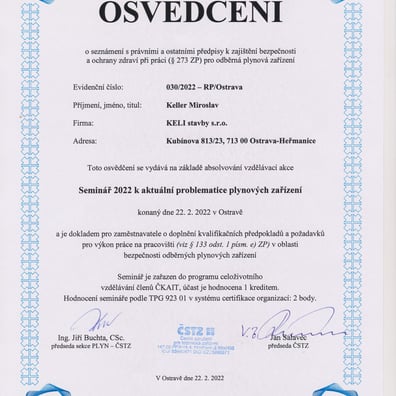 OSVĚDČENÍ
o seznámení s právními a ostatními předpisy k zajištění bezpečnosti
a ochrany zdraví při práci (§ 273 ZP) pro odběrná plynová zařízení
Evidenční číslo: 030/2022 – RP/Ostrava
Příjmení, jméno, titul: Keller Miroslav
Firma: KELI stavby s.r.o.
Adresa: Kubínova 813/23, 713 00 Ostrava-Heřmanice
Toto osvědčení se vydává na základě absolvování vzdělávací akce
Seminář 2022 k aktuální problematice plynových zařízení
konaný dne 22. 2. 2022 v Ostravě
a je dokladem pro zaměstnavatele o doplnění kvalifikačních předpokladů a požadavků
pro výkon práce na pracovišti (viz § 133 odst. 1 písm. e) ZP) v oblasti
bezpečnosti odběrných plynových zařízení
Seminář je zařazen do programu celoživotního
vzdělávání členů ČKAIT, účast je hodnocena 1 kreditem.
Hodnocení semináře podle TPG 923 01 v systému certifikace organizací: 2 body.
ČSTZ
Ing. Jiří Buchta, CSc.
předseda sekce PLYN – ČSTZ
Jan Šafavěc
předseda ČSTZ
V Ostravě dne 22. 2. 2022